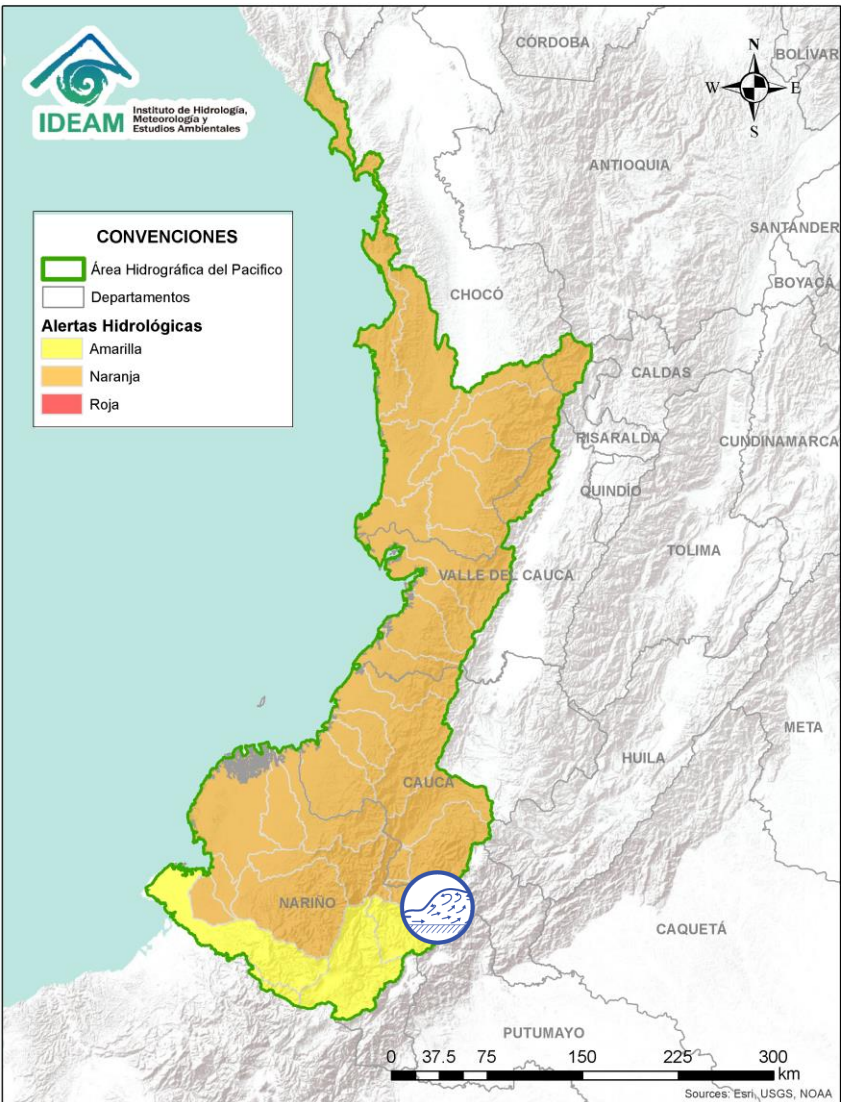 IDEAM
Instituto de Hidrología,
Meteorología y
Estudios Ambientales
N
W
E
S
CÓRDOBA
BOLIVAR
ANTIOQUIA
SANTANDER
BOYACÁ
CHOCÓ
CONVENCIONES
Área Hidrográfica del Pacifico
Departamentos
Alertas Hidrológicas
Amarilla
Naranja
Roja
CALDAS
RISARALDA
CUNDINAMARCA
QUINDÍO
TOLIMA
VALLE DEL CAUCA
META
HUILA
CAUCA
NARIÑO
CAQUETÁ
PUTUMAYO
0 37.5 75 150 225 300
km
Sources: Esri, USGS, NOAA